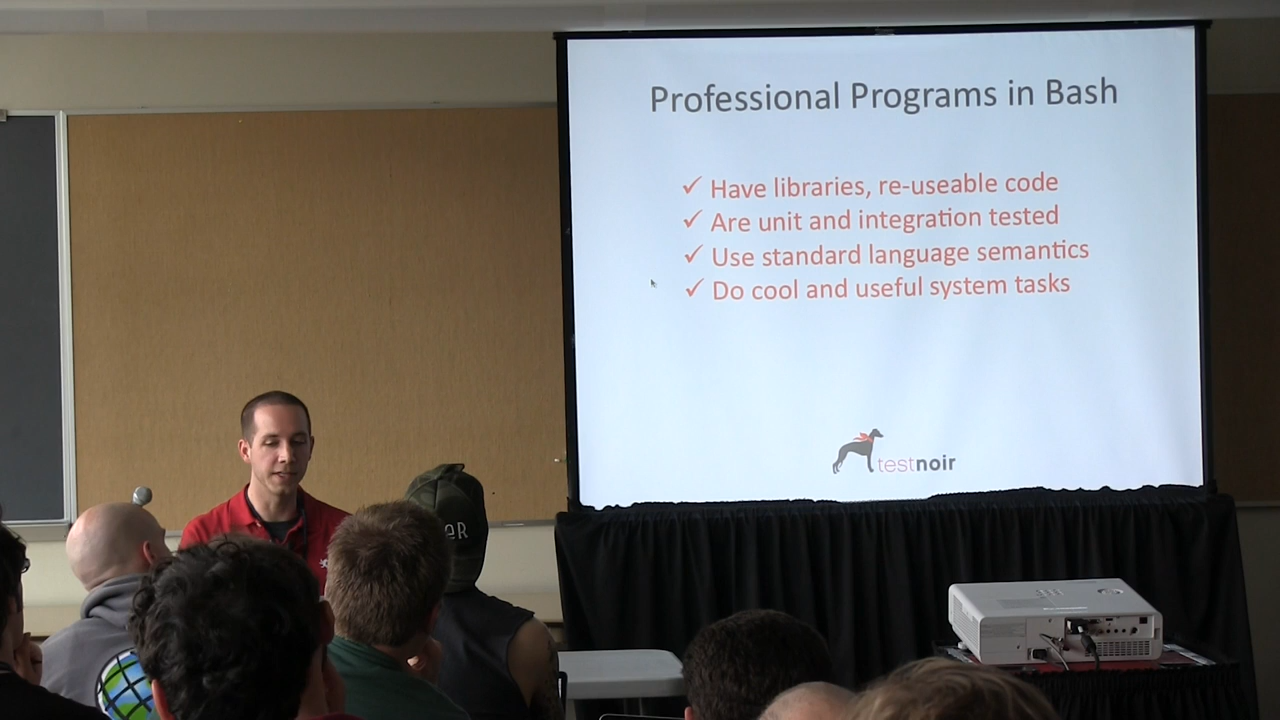 Professional Programs in Bash
✓ Have libraries, re-useable code
✓ Are unit and integration tested
✓ Use standard language semantics
✓ Do cool and useful system tasks
testnoir